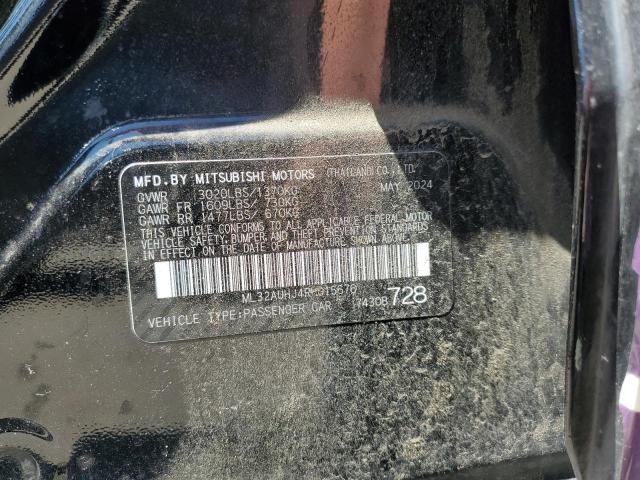 MFD.BY MITSUBISHI MOTORS (THAILAND) CO., LTD.
GVWR 3020LBS/1370KG MAY 2024
GAWR FR 1609LBS/ 730KG
GAWR RR 1477LBS/ 670KG
THIS VEHICLE CONFORMS TO ALL APPLICABLE FEDERAL MOTOR
VEHICLE SAFETY, BUMPER AND THEFT PREVENTION STANDARDS
IN EFFECT ON THE DATE OF MANUFACTURE SHOWN ABOVE.
VEHICLE TYPE:PASSENGER CAR 1743OB 728